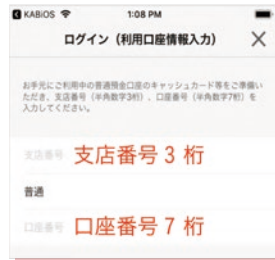 KABiOS 1:08 PM
ログイン（利用口座情報入力） ×
お手元にご利用中の普通預金口座のキャッシュカード等をご準備い
ただき、支店番号（半角数字3桁）、口座番号（半角数字7桁）を
入力してください。
支店番号 支店番号 3 桁
普通
口座番号 口座番号 7 桁